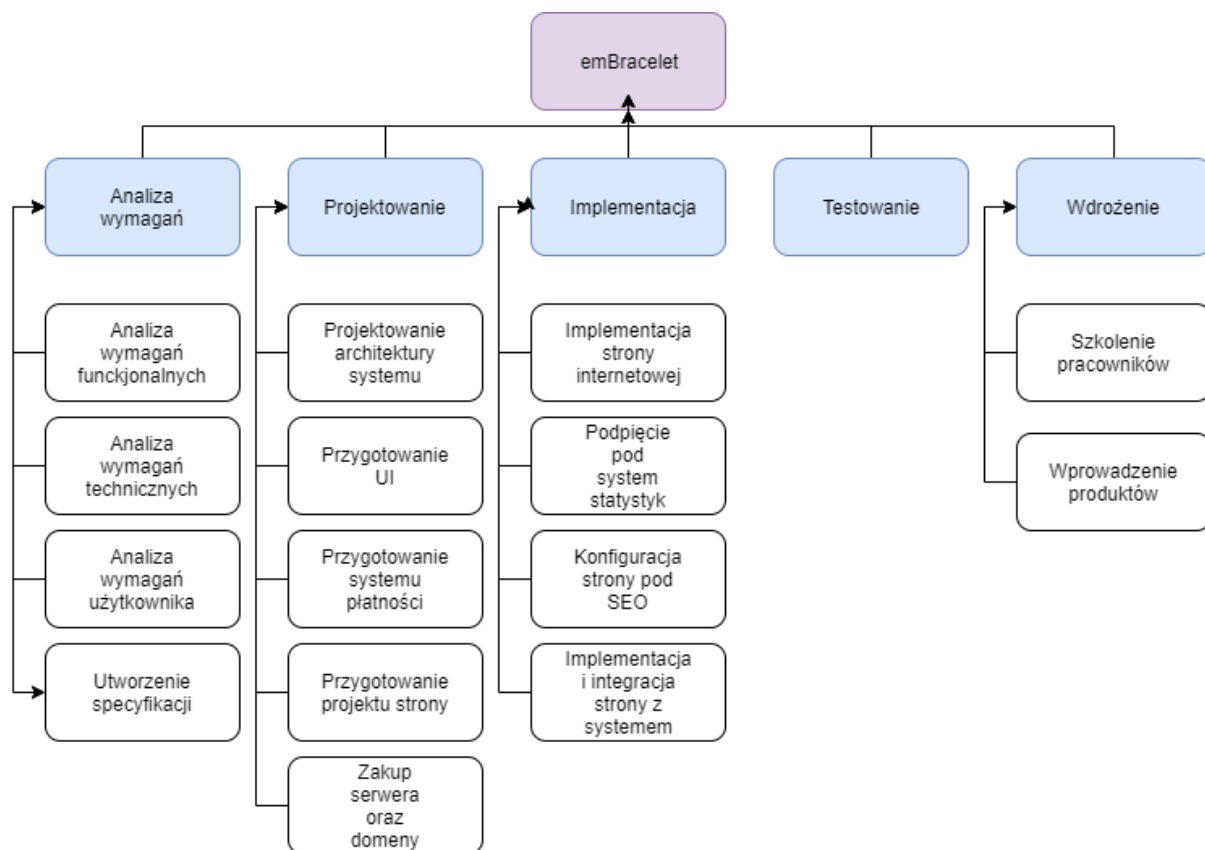 emBracelet
Analiza
wymagań
Projektowanie
Implementacja
Testowanie
Wdrożenie
Analiza
wymagań
funckjonalnych
Analiza
wymagań
technicznych
Analiza
wymagań
użytkownika
Utworzenie
specyfikacji
Projektowanie
architektury
systemu
Przygotowanie
UI
Przygotowanie
systemu
płatności
Przygotowanie
projektu strony
Zakup
serwera
oraz
domeny
Implementacja
strony
internetowej
Podpięcie
pod
system
statystyk
Konfiguracja
strony pod
SEO
Implementacja
i integracja
strony z
systemem
Szkolenie
pracowników
Wprowadzenie
produktów